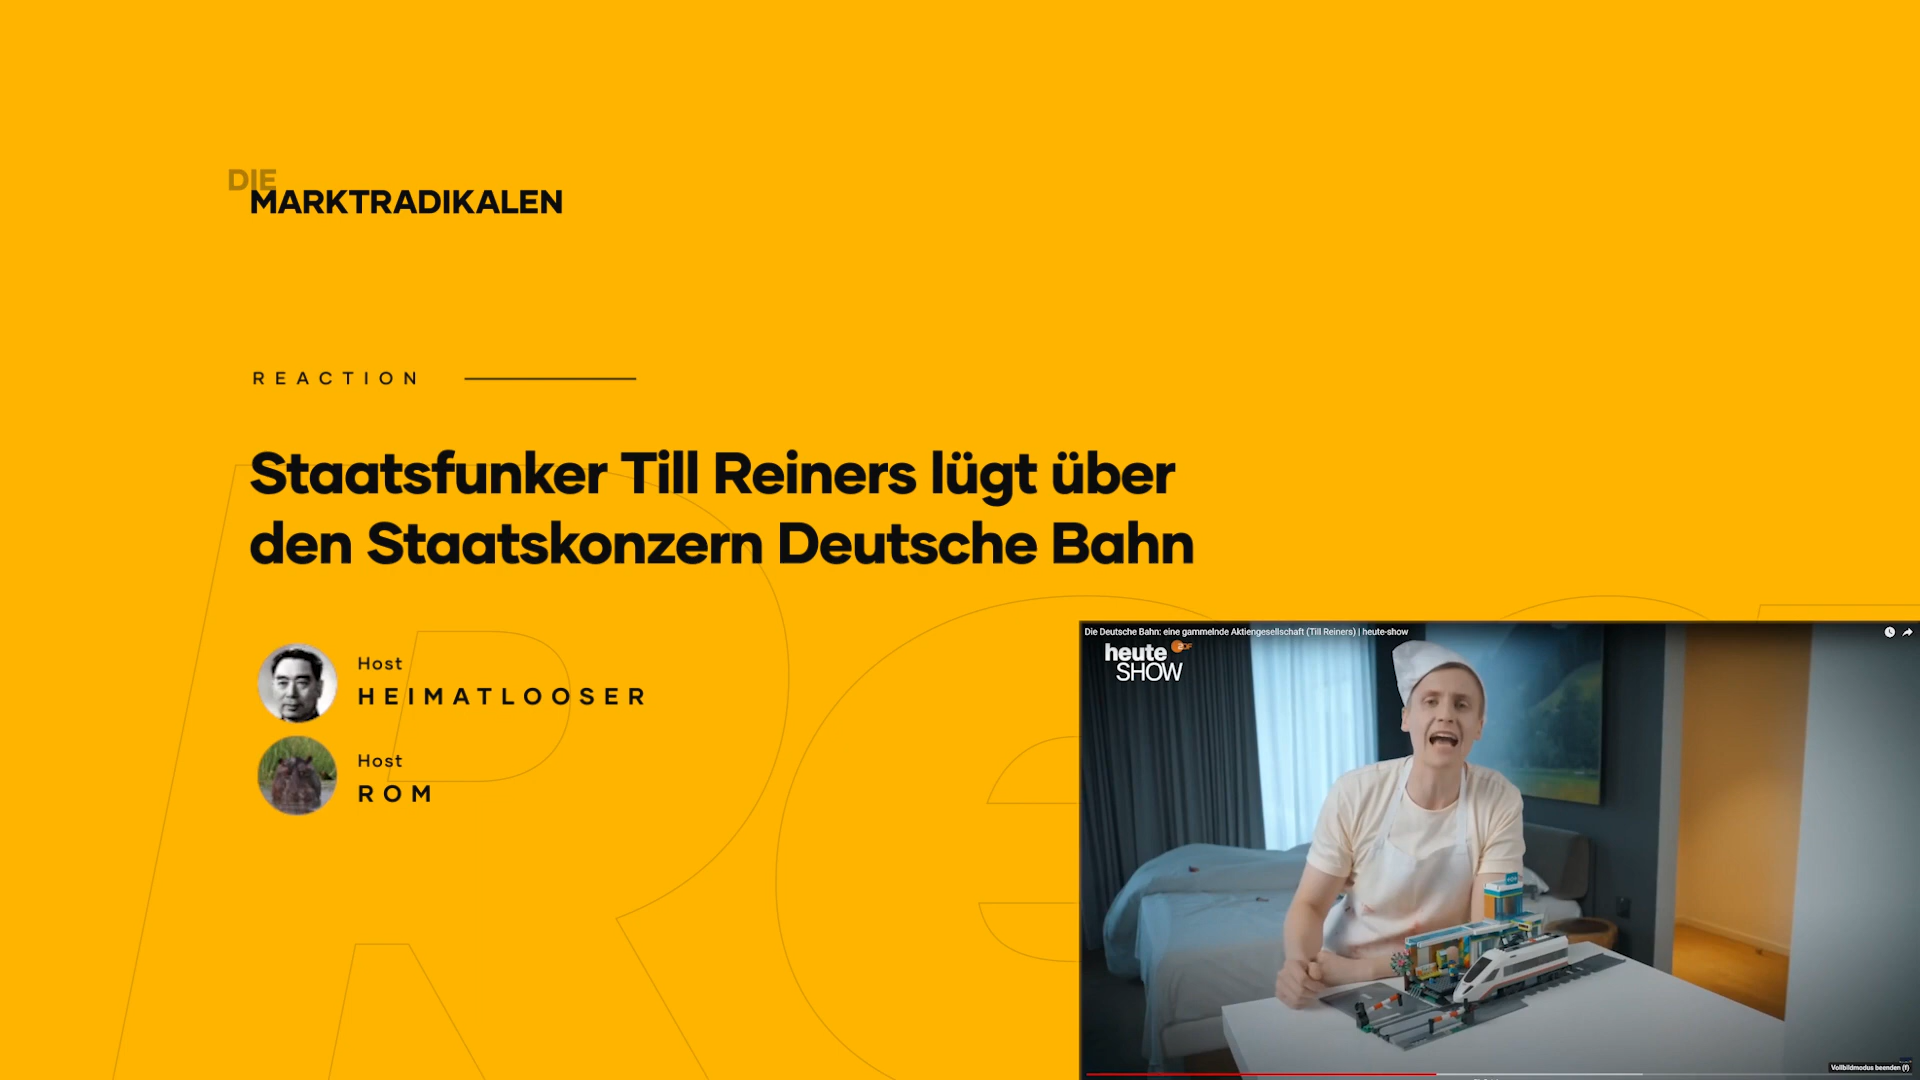 DIE
MARKTRADIKALEN
REACTION
Staatsfunker Till Reiners lügt über
den Staatskonzern Deutsche Bahn
Host
HEIMATLOOSER
Host
ROM
Die Deutsche Bahn: eine gammelnde Aktiengesellschaft (Till Reiners) | heute-show
heute ZDF
SHOW
Vollbildmodus beenden (f)